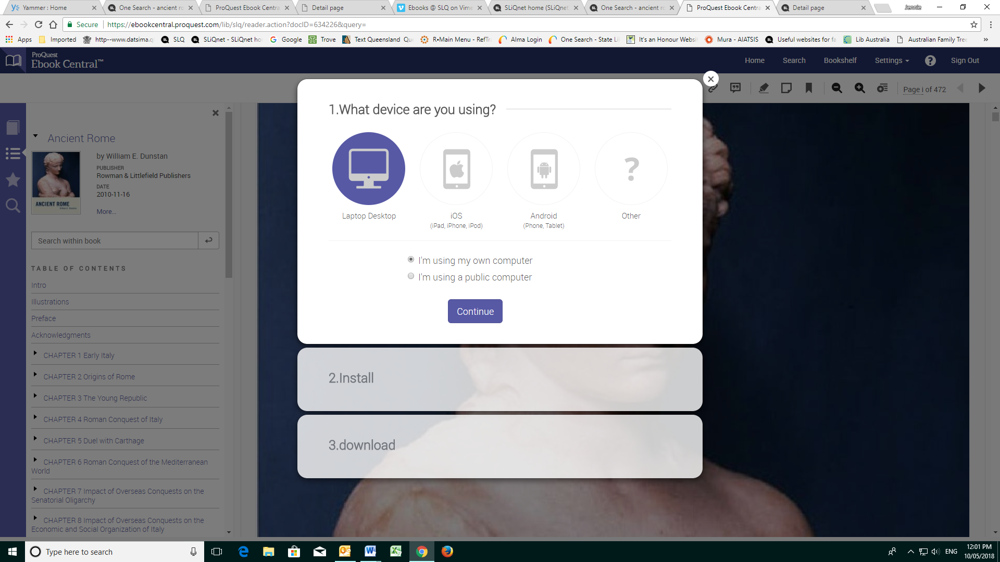 Yammer : Home
One Search - ancient ro
ProQuest Ebook Centra
Detail page
Ebooks @ SLQ on Vime
SLiQnet home (SLiQnet
One Search - ancient ro
ProQuest Ebook Centra
Detail page
Jennie
Secure
https://ebookcentral.proquest.com/lib/slq/reader.action?docID=634226&query=
Apps
Imported
http--www.datsima.q
SLQ
SLiQnet - SLiQnet ho
Google
Trove
Text Queensland Que
R•Main Menu - RefTr
Alma Login
One Search - State Li
It's an Honour Websit
Mura - AIATSIS
Useful websites for fa
Lib Australia
Australian Family Tree
»
ProQuest
Ebook Central™
Home
Search
Bookshelf
Settings
?
Sign Out
Page i of 472
Ancient Rome
by William E. Dunstan
PUBLISHER
Rowman & Littlefield Publishers
DATE
2010-11-16
More...
ANCIENT ROME
Search within book
TABLE OF CONTENTS
Intro
Illustrations
Preface
Acknowledgments
CHAPTER 1 Early Italy
CHAPTER 2 Origins of Rome
CHAPTER 3 The Young Republic
CHAPTER 4 Roman Conquest of Italy
CHAPTER 5 Duel with Carthage
CHAPTER 6 Roman Conquest of the Mediterranean
World
CHAPTER 7 Impact of Overseas Conquests on the
Senatorial Oligarchy
CHAPTER 8 Impact of Overseas Conquests on the
Economic and Social Organization of Italy
1.What device are you using?
?
Laptop Desktop
iOS
(iPad, iPhone, iPod)
Android
(Phone, Tablet)
Other
I'm using my own computer
I'm using a public computer
Continue
2.Install
3.download
Type here to search
ENG
12:01 PM
10/05/2018